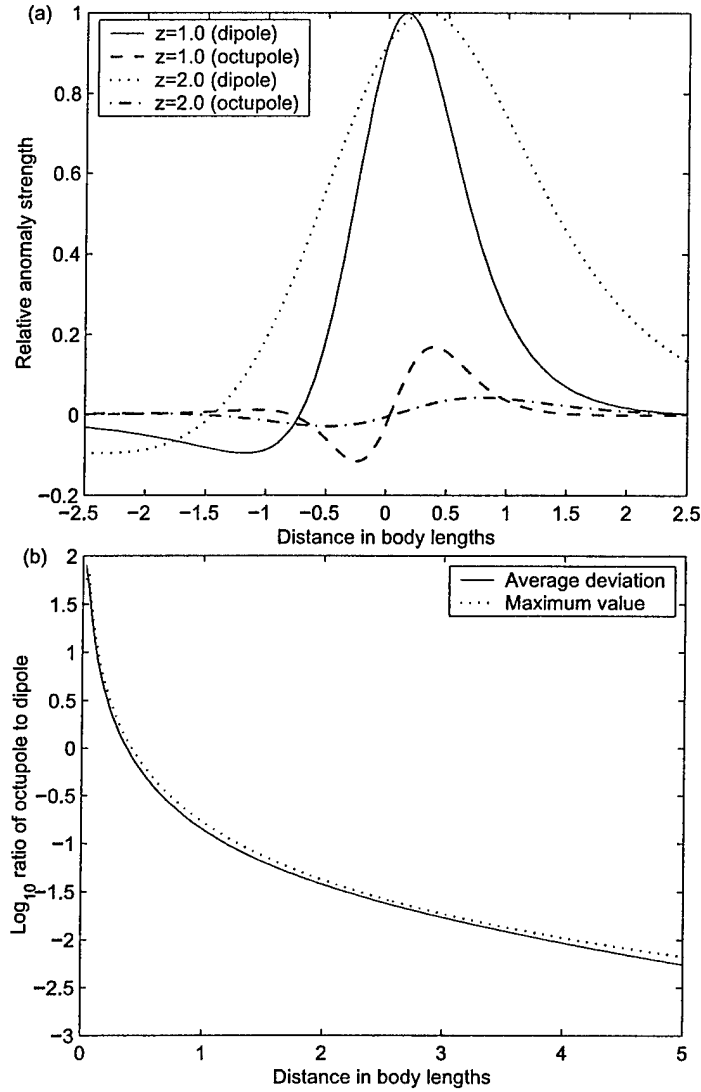 (a)
z=1.0 (dipole)
z=1.0 (octupole)
z=2.0 (dipole)
z=2.0 (octupole)
1
0.8
0.6
0.4
0.2
0
−0.2
Relative anomaly strength
−2.5 −2 −1.5 −1 −0.5 0 0.5 1 1.5 2 2.5
Distance in body lengths
(b)
Average deviation
Maximum value
2
1.5
1
0.5
0
−0.5
−1
−1.5
−2
−2.5
−3
Log10 ratio of octupole to dipole
0 1 2 3 4 5
Distance in body lengths